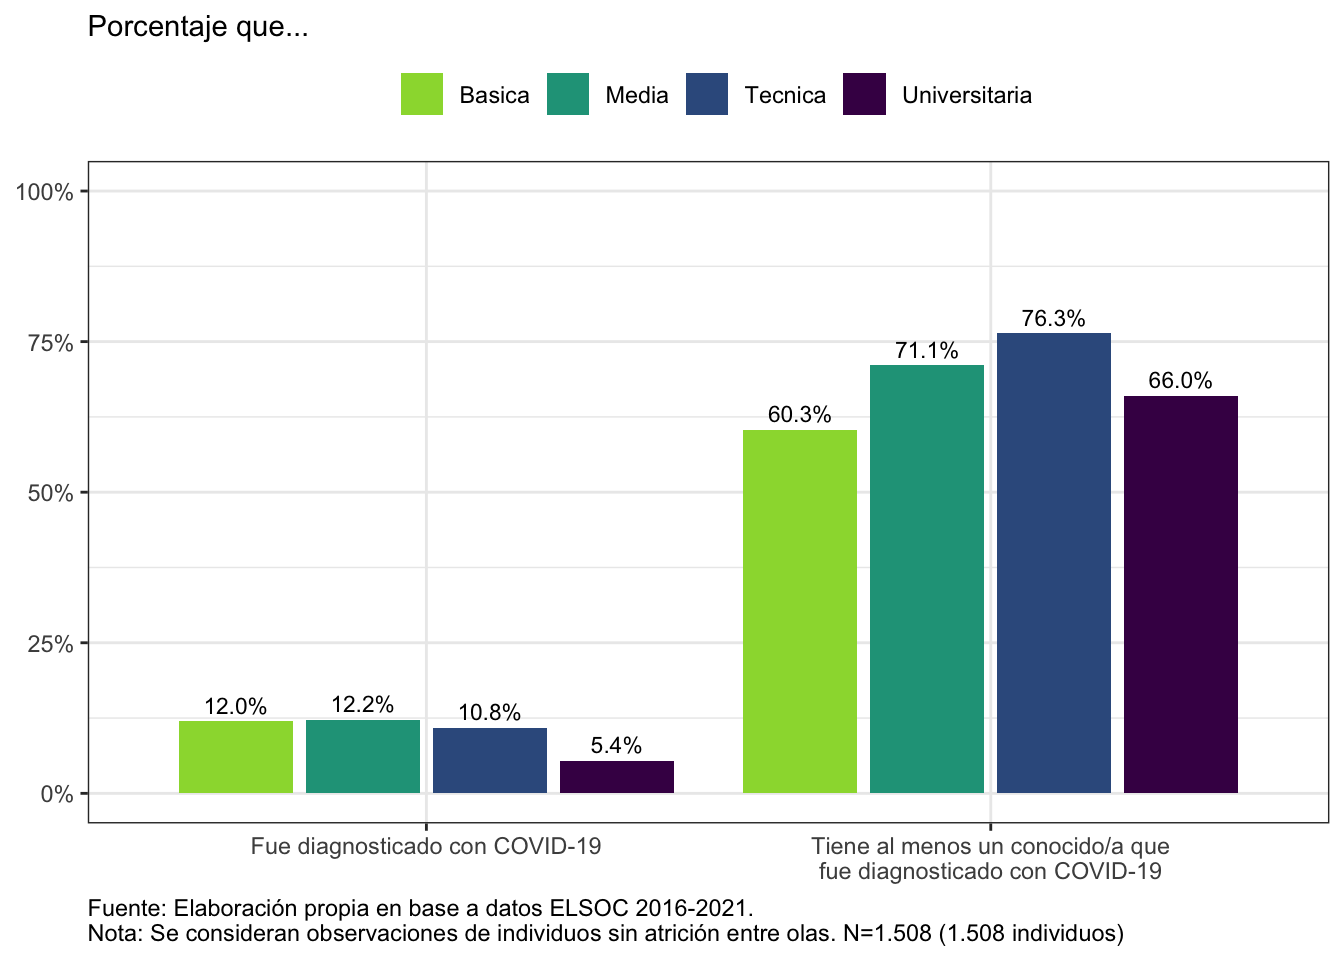 Porcentaje que...
Basica Media Tecnica Universitaria
100%
75%
50%
25%
0%
12.0%
12.2%
10.8%
5.4%
60.3%
71.1%
76.3%
66.0%
Fue diagnosticado con COVID-19
Tiene al menos un conocido/a que
fue diagnosticado con COVID-19
Fuente: Elaboración propia en base a datos ELSOC 2016-2021.
Nota: Se consideran observaciones de individuos sin atrición entre olas. N=1.508 (1.508 individuos)